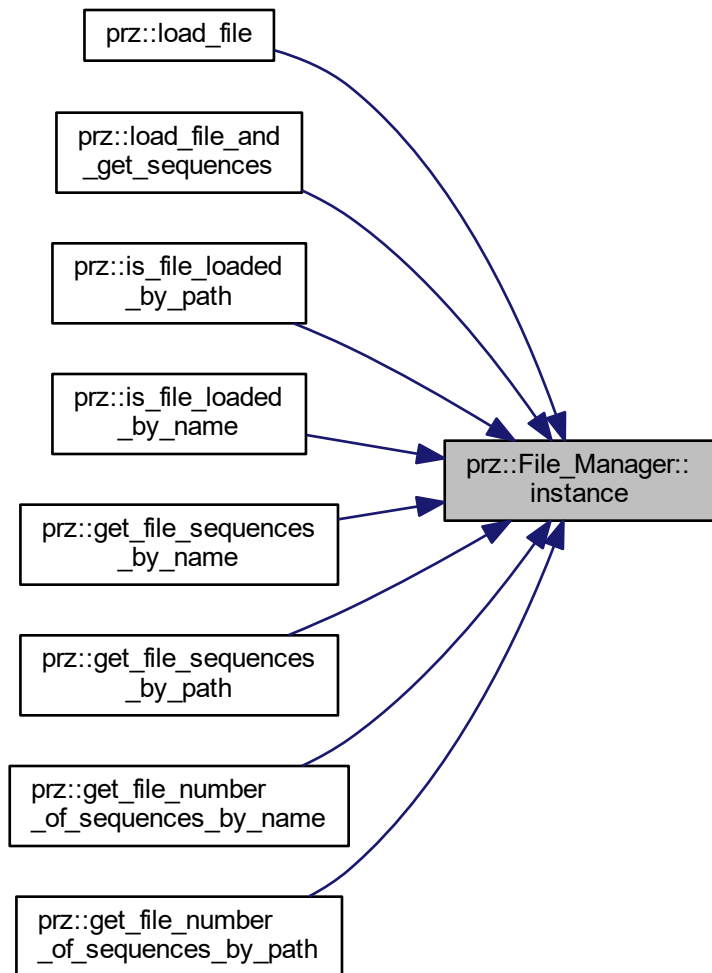 prz::load_file
prz::load_file_and
_get_sequences
prz::is_file_loaded
_by_path
prz::is_file_loaded
_by_name
prz::File_Manager::
instance
prz::get_file_sequences
_by_name
prz::get_file_sequences
_by_path
prz::get_file_number
_of_sequences_by_name
prz::get_file_number
_of_sequences_by_path